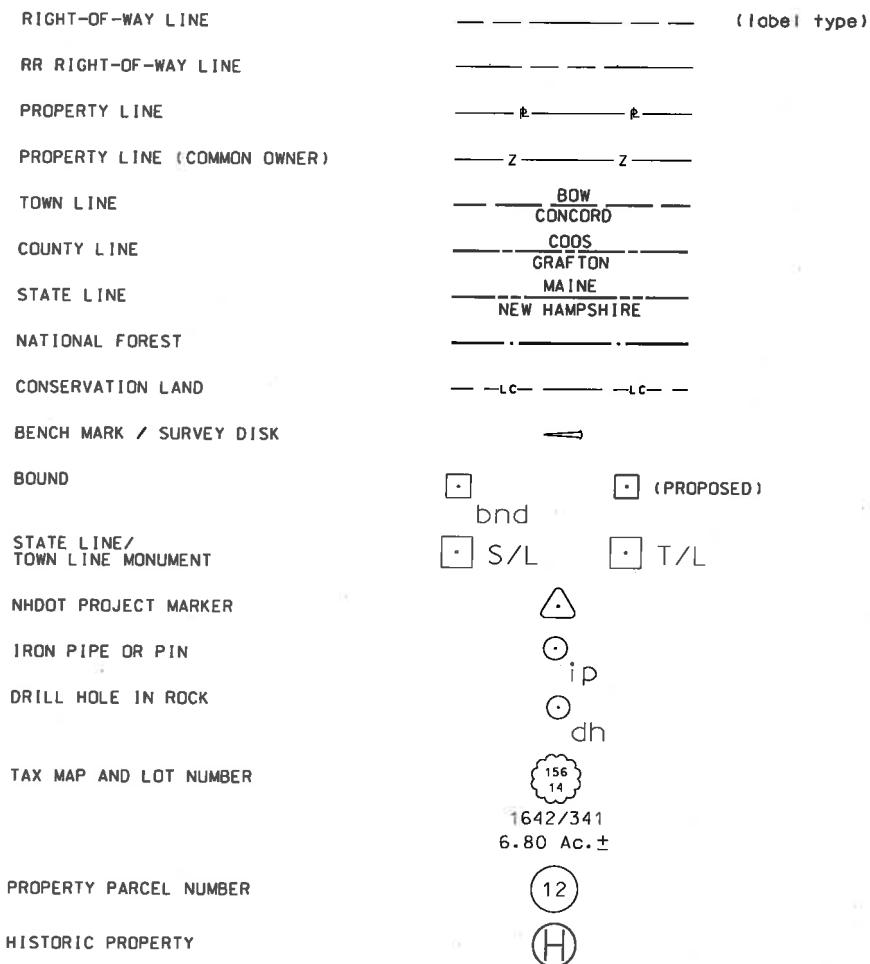 RIGHT-OF-WAY LINE (label type)
RR RIGHT-OF-WAY LINE
PROPERTY LINE ⅊ ⅊
PROPERTY LINE (COMMON OWNER) Z Z
TOWN LINE BOW
CONCORD
COUNTY LINE COOS
GRAFTON
STATE LINE MAINE
NEW HAMPSHIRE
NATIONAL FOREST
CONSERVATION LAND LC LC
BENCH MARK / SURVEY DISK
BOUND (PROPOSED)
bnd
STATE LINE/
TOWN LINE MONUMENT S/L T/L
NHDOT PROJECT MARKER
IRON PIPE OR PIN
ip
DRILL HOLE IN ROCK
dh
TAX MAP AND LOT NUMBER 156
14
1642/341
6.80 Ac.±
PROPERTY PARCEL NUMBER 12
HISTORIC PROPERTY H